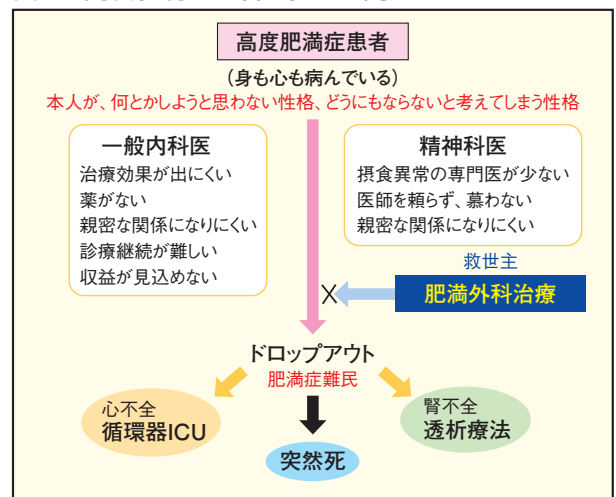 高度肥満症患者
（身も心も病んでいる）
本人が、何とかしようと思わない性格、どうにもならないと考えてしまう性格
一般内科医
治療効果が出にくい
薬がない
親密な関係になりにくい
診療継続が難しい
収益が見込めない
精神科医
摂食異常の専門医が少ない
医師を頼らず、慕わない
親密な関係になりにくい
救世主
肥満外科治療
X
ドロップアウト
肥満症難民
心不全
循環器ICU
突然死
腎不全
透析療法